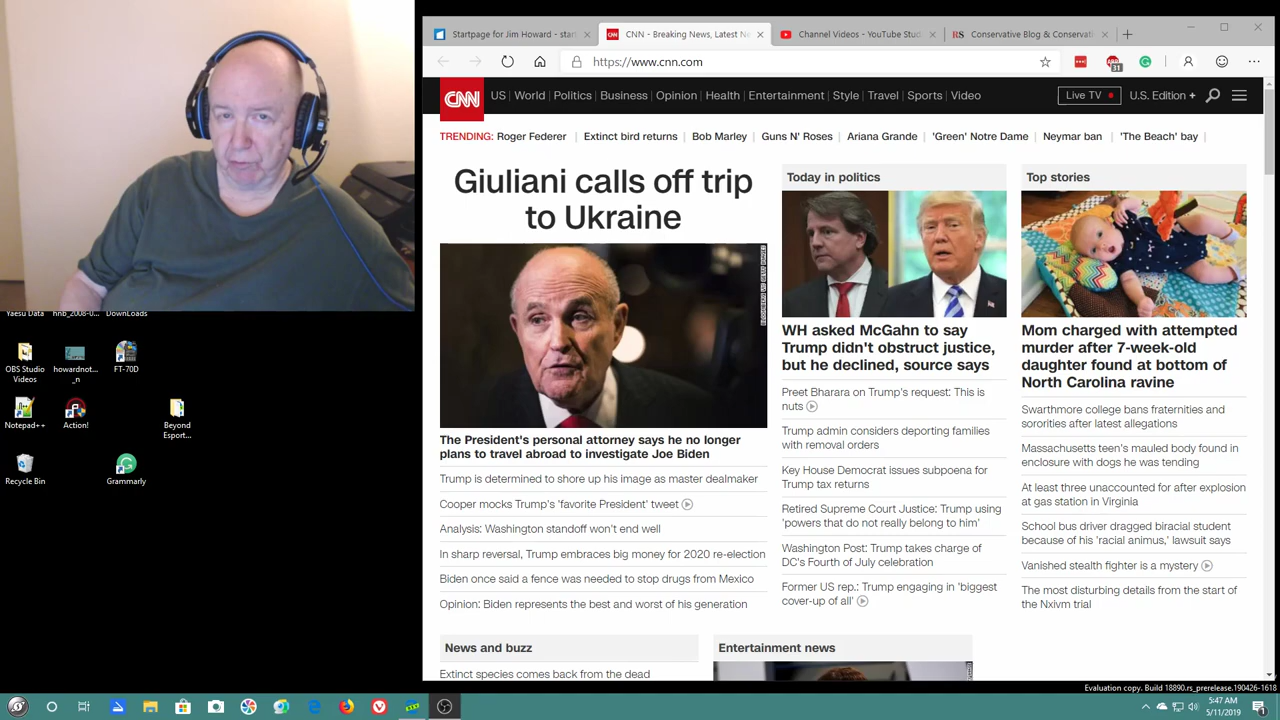 Startpage for Jim Howard - star
CNN - Breaking News, Latest Ne
Channel Videos - YouTube Stud
Conservative Blog & Conservati
https://www.cnn.com
31
CNN
US | World | Politics | Business | Opinion | Health | Entertainment | Style | Travel | Sports | Video
Live TV
U.S. Edition +
TRENDING: Roger Federer | Extinct bird returns | Bob Marley | Guns N' Roses | Ariana Grande | 'Green' Notre Dame | Neymar ban | 'The Beach' bay |
Giuliani calls off trip
to Ukraine
The President's personal attorney says he no longer
plans to travel abroad to investigate Joe Biden
Trump is determined to shore up his image as master dealmaker
Cooper mocks Trump's 'favorite President' tweet
Analysis: Washington standoff won't end well
In sharp reversal, Trump embraces big money for 2020 re-election
Biden once said a fence was needed to stop drugs from Mexico
Opinion: Biden represents the best and worst of his generation
Today in politics
WH asked McGahn to say
Trump didn't obstruct justice,
but he declined, source says
Preet Bharara on Trump's request: This is
nuts
Trump admin considers deporting families
with removal orders
Key House Democrat issues subpoena for
Trump tax returns
Retired Supreme Court Justice: Trump using
'powers that do not really belong to him'
Washington Post: Trump takes charge of
DC's Fourth of July celebration
Former US rep.: Trump engaging in 'biggest
cover-up of all'
Top stories
Mom charged with attempted
murder after 7-week-old
daughter found at bottom of
North Carolina ravine
Swarthmore college bans fraternities and
sororities after latest allegations
Massachusetts teen's mauled body found in
enclosure with dogs he was tending
At least three unaccounted for after explosion
at gas station in Virginia
School bus driver dragged biracial student
because of his 'racial animus,' lawsuit says
Vanished stealth fighter is a mystery
The most disturbing details from the start of
the Nxivm trial
News and buzz
Extinct species comes back from the dead
Entertainment news
Yaesu Data
hnb_2008-0...
DownLoads
OBS Studio
Videos
howardnot...
_n
FT-70D
Notepad++
Action!
Beyond
Esport...
Recycle Bin
Grammarly
Evaluation copy. Build 18890.rs_prerelease.190426-1618
5:47 AM
5/11/2019
1